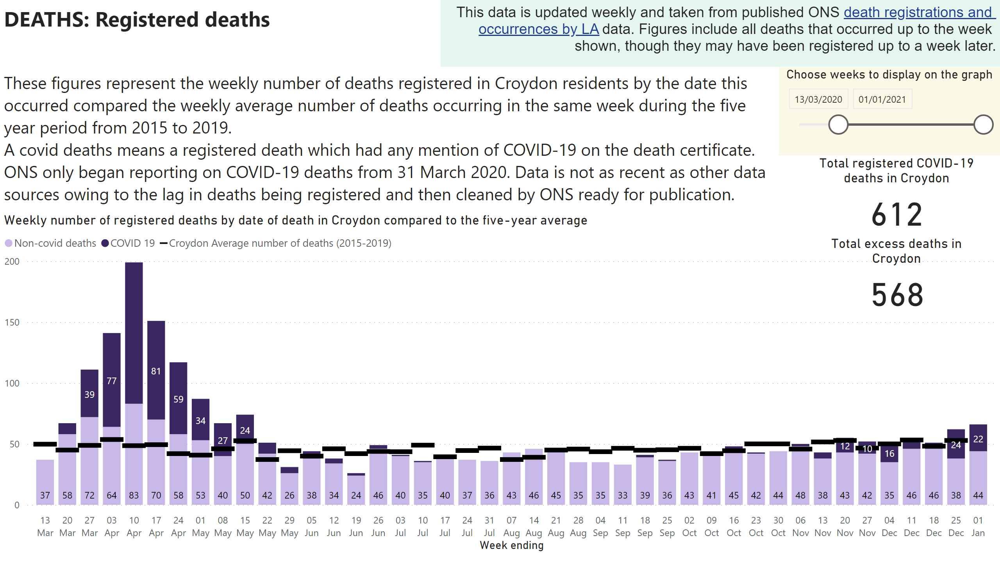 DEATHS: Registered deaths
This data is updated weekly and taken from published ONS death registrations and
occurrences by LA data. Figures include all deaths that occurred up to the week
shown, though they may have been registered up to a week later.
These figures represent the weekly number of deaths registered in Croydon residents by the date this
occurred compared the weekly average number of deaths occurring in the same week during the five
year period from 2015 to 2019.
A covid deaths means a registered death which had any mention of COVID-19 on the death certificate.
ONS only began reporting on COVID-19 deaths from 31 March 2020. Data is not as recent as other data
sources owing to the lag in deaths being registered and then cleaned by ONS ready for publication.
Choose weeks to display on the graph
13/03/2020 01/01/2021
Total registered COVID-19
deaths in Croydon
612
Total excess deaths in
Croydon
568
Weekly number of registered deaths by date of death in Croydon compared to the five-year average
Non-covid deaths COVID 19 Croydon Average number of deaths (2015-2019)
200
150
100
50
0
39 77 81 59 34 27 24 12 10 16 24 22
37 58 72 64 83 70 58 53 40 50 42 26 38 34 24 46 40 35 40 37 36 43 46 45 35 35 33 39 36 43 41 45 42 44 48 38 43 42 35 46 46 38 44
13 20 27 03 10 17 24 01 08 15 22 29 05 12 19 26 03 10 17 24 31 07 14 21 28 04 11 18 25 02 09 16 23 30 06 13 20 27 04 11 18 25 01
Mar Mar Mar Apr Apr Apr Apr May May May May May Jun Jun Jun Jun Jul Jul Jul Jul Jul Aug Aug Aug Aug Sep Sep Sep Sep Oct Oct Oct Oct Oct Nov Nov Nov Nov Dec Dec Dec Dec Jan
Week ending